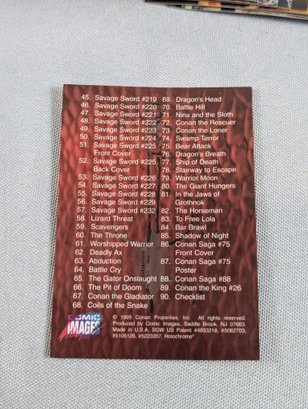 45. Savage Sword #219
46. Savage Sword #220
47. Savage Sword #221
48. Savage Sword #222
49. Savage Sword #223
50. Savage Sword #224
51. Savage Sword #225
Front Cover
52. Savage Sword #225
Back Cover
53. Savage Sword #226
54. Savage Sword #227
55. Savage Sword #228
56. Savage Sword #229
57. Savage Sword #232
58. Lizard Threat
59. Scavengers
60. The Throne
61. Worshipped Warrior
62. Deadly Ax
63. Abduction
64. Battle Cry
65. The Gator Onslaught
66. The Pit of Doom
67. Conan the Gladiator
68. Coils of the Snake
69. Dragon's Head
70. Battle Hill
71. Nina and the Sloth
72. Conan the Rescuer
73. Conan the Loner
74. Swamp Terror
75. Bear Attack
76. Dragon's Breath
77. Ship of Death
78. Stairway to Escape
79. Warrior Moon
80. The Giant Hungers
81. In the Jaws of
Grothnok
82. The Horseman
83. To Free Lola
84. Bar Brawl
85. Shadow of Night
86. Conan Saga #75
Front Cover
87. Conan Saga #75
Poster
88. Conan Saga #88
89. Conan the King #26
90. Checklist
COMIC
IMAGES
© 1995 Conan Properties, Inc. All rights reserved.
Produced by Comic Images, Saddle Brook, NJ 07663.
Made in U.S.A. SGW US Patent #4933218, #5082703,
#5106126, #5223357, Holochrome